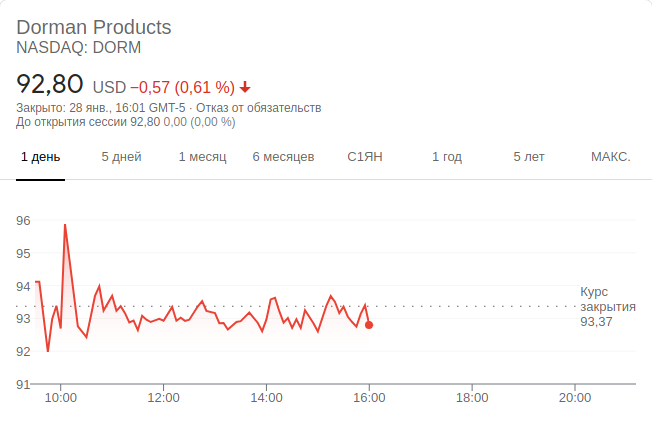 Dorman Products
NASDAQ: DORM
92,80 USD −0,57 (0,61 %)
Закрыто: 28 янв., 16:01 GMT-5 · Отказ от обязательств
До открытия сессии 92,80 0,00 (0,00 %)
1 день 5 дней 1 месяц 6 месяцев С1ЯН 1 год 5 лет МАКС.
96
95
94
93
92
91
Курс
закрытия
93,37
10:00 12:00 14:00 16:00 18:00 20:00